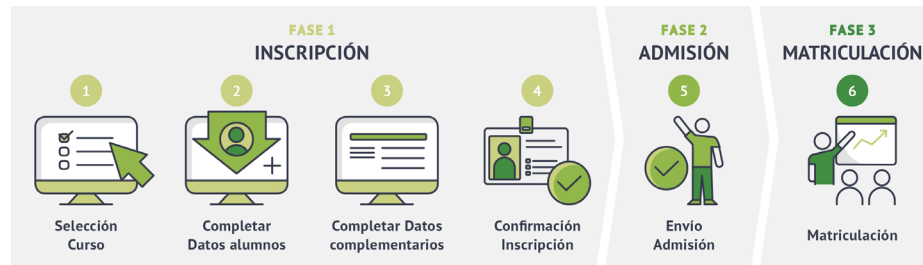 FASE 1
INSCRIPCIÓN
1
2
3
4
Selección
Curso
Completar
Datos alumnos
Completar Datos
complementarios
Confirmación
Inscripción
FASE 2
ADMISIÓN
5
Envío
Admisión
FASE 3
MATRICULACIÓN
6
Matriculación